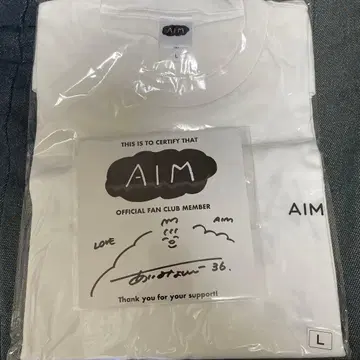 AIM
L
THIS IS TO CERTIFY THAT
AIM
OFFICIAL FAN CLUB MEMBER
AIM
AIM
LOVE
36.
Thank you for your support!
L